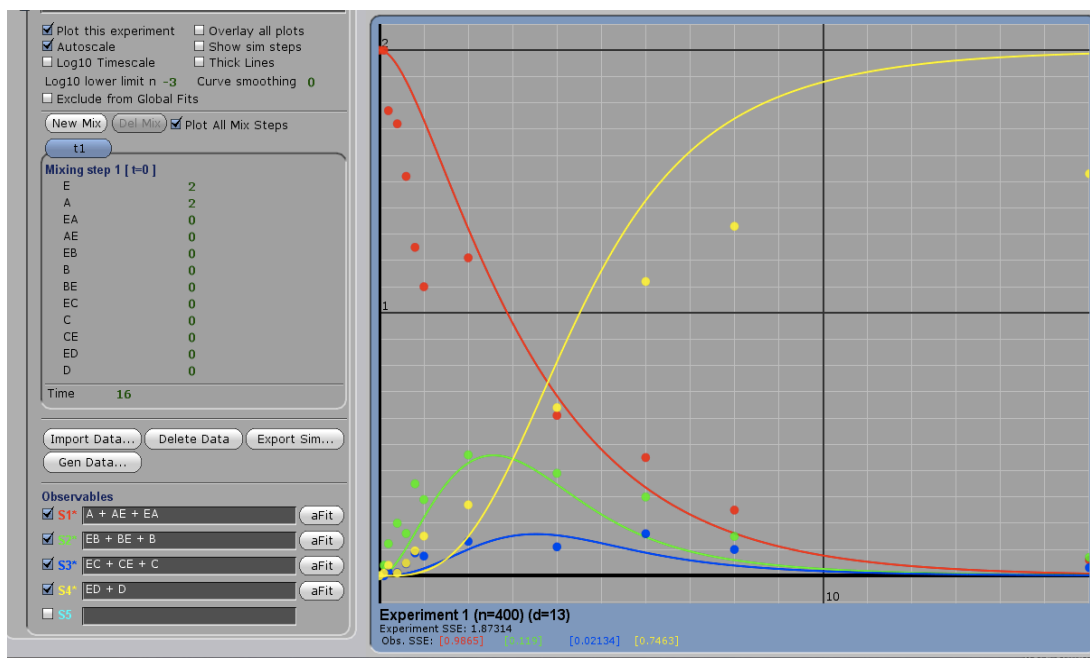 Plot this experiment Overlay all plots
Autoscale Show sim steps
Log10 Timescale Thick Lines
Log10 lower limit n -3 Curve smoothing 0
Exclude from Global Fits
New Mix Del Mix Plot All Mix Steps
t1
Mixing step 1 [ t=0 ]
E 2
A 2
EA 0
AE 0
EB 0
B 0
BE 0
EC 0
C 0
CE 0
ED 0
D 0
Time 16
Import Data... Delete Data Export Sim...
Gen Data...
Observables
S1* A + AE + EA aFit
S2* EB + BE + B aFit
S3* EC + CE + C aFit
S4* ED + D aFit
S5
2
1
10
Experiment 1 (n=400) (d=13)
Experiment SSE: 1.87314
Obs. SSE: [0.9865] [0.119] [0.02134] [0.7463]